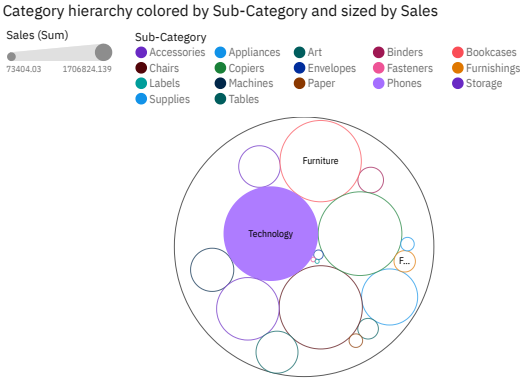 Category hierarchy colored by Sub-Category and sized by Sales
Sales (Sum)
73404.03 1706824.139
Sub-Category
Accessories Appliances Art Binders Bookcases
Chairs Copiers Envelopes Fasteners Furnishings
Labels Machines Paper Phones Storage
Supplies Tables
Furniture
Technology
F...